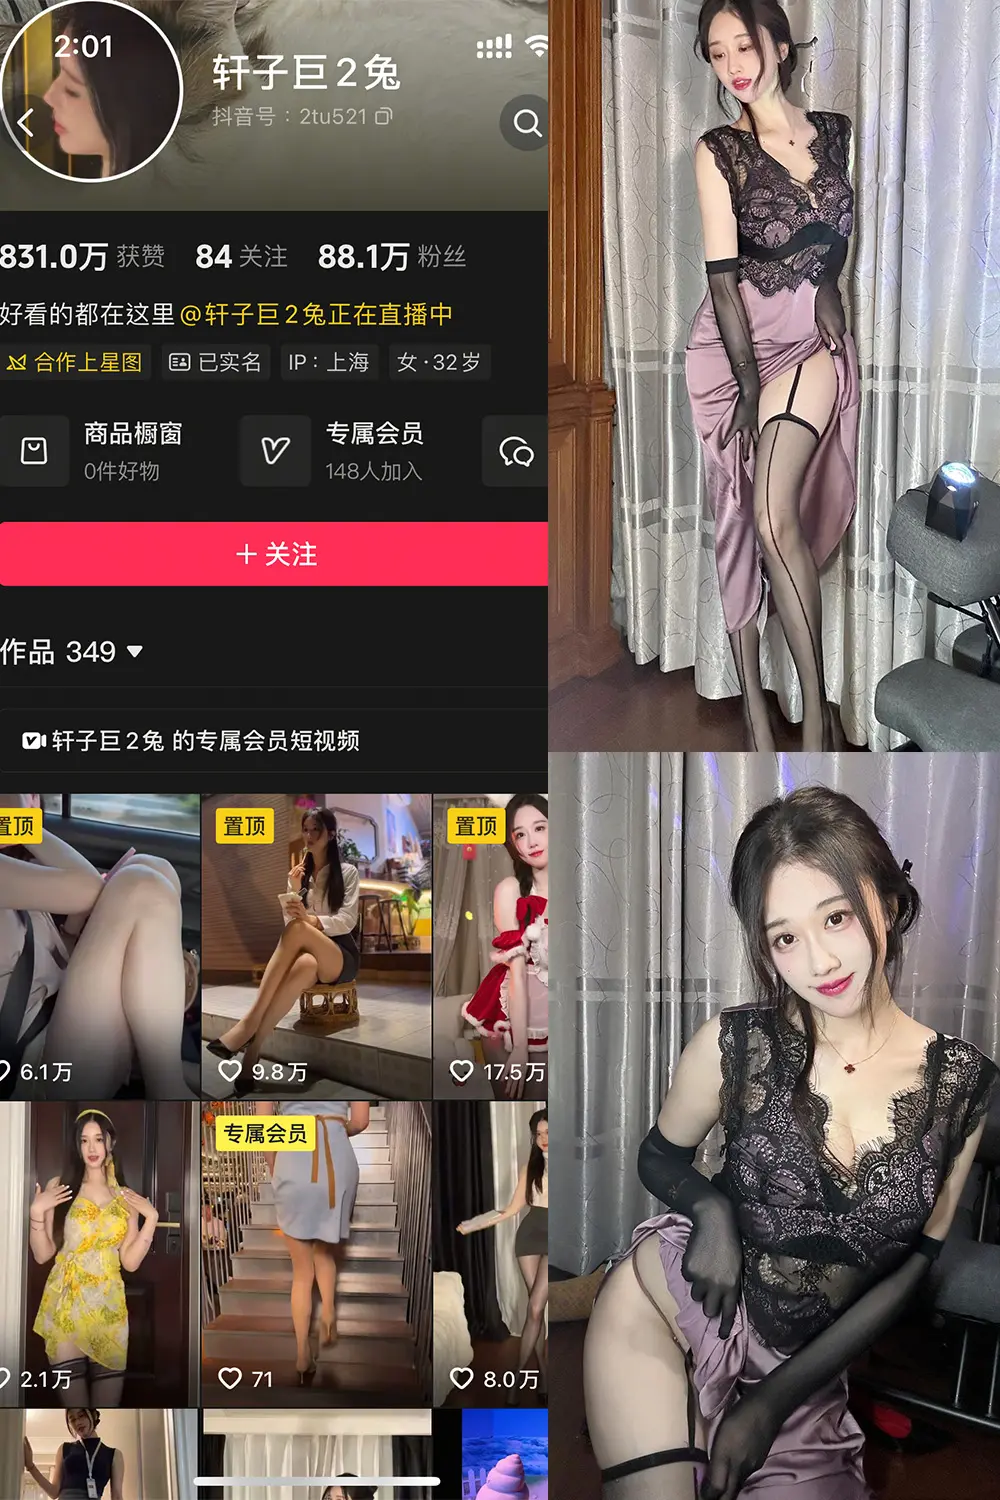 2:01
轩子巨2兔
抖音号：2tu521
831.0万 获赞 84 关注 88.1万 粉丝
好看的都在这里@轩子巨2兔正在直播中
合作上星图 已实名 IP：上海 女·32岁
商品橱窗 专属会员
0件好物 148人加入
+ 关注
作品 349
轩子巨2兔 的专属会员短视频
置顶 置顶 置顶
6.1万 9.8万 17.5万
专属会员
2.1万 71 8.0万